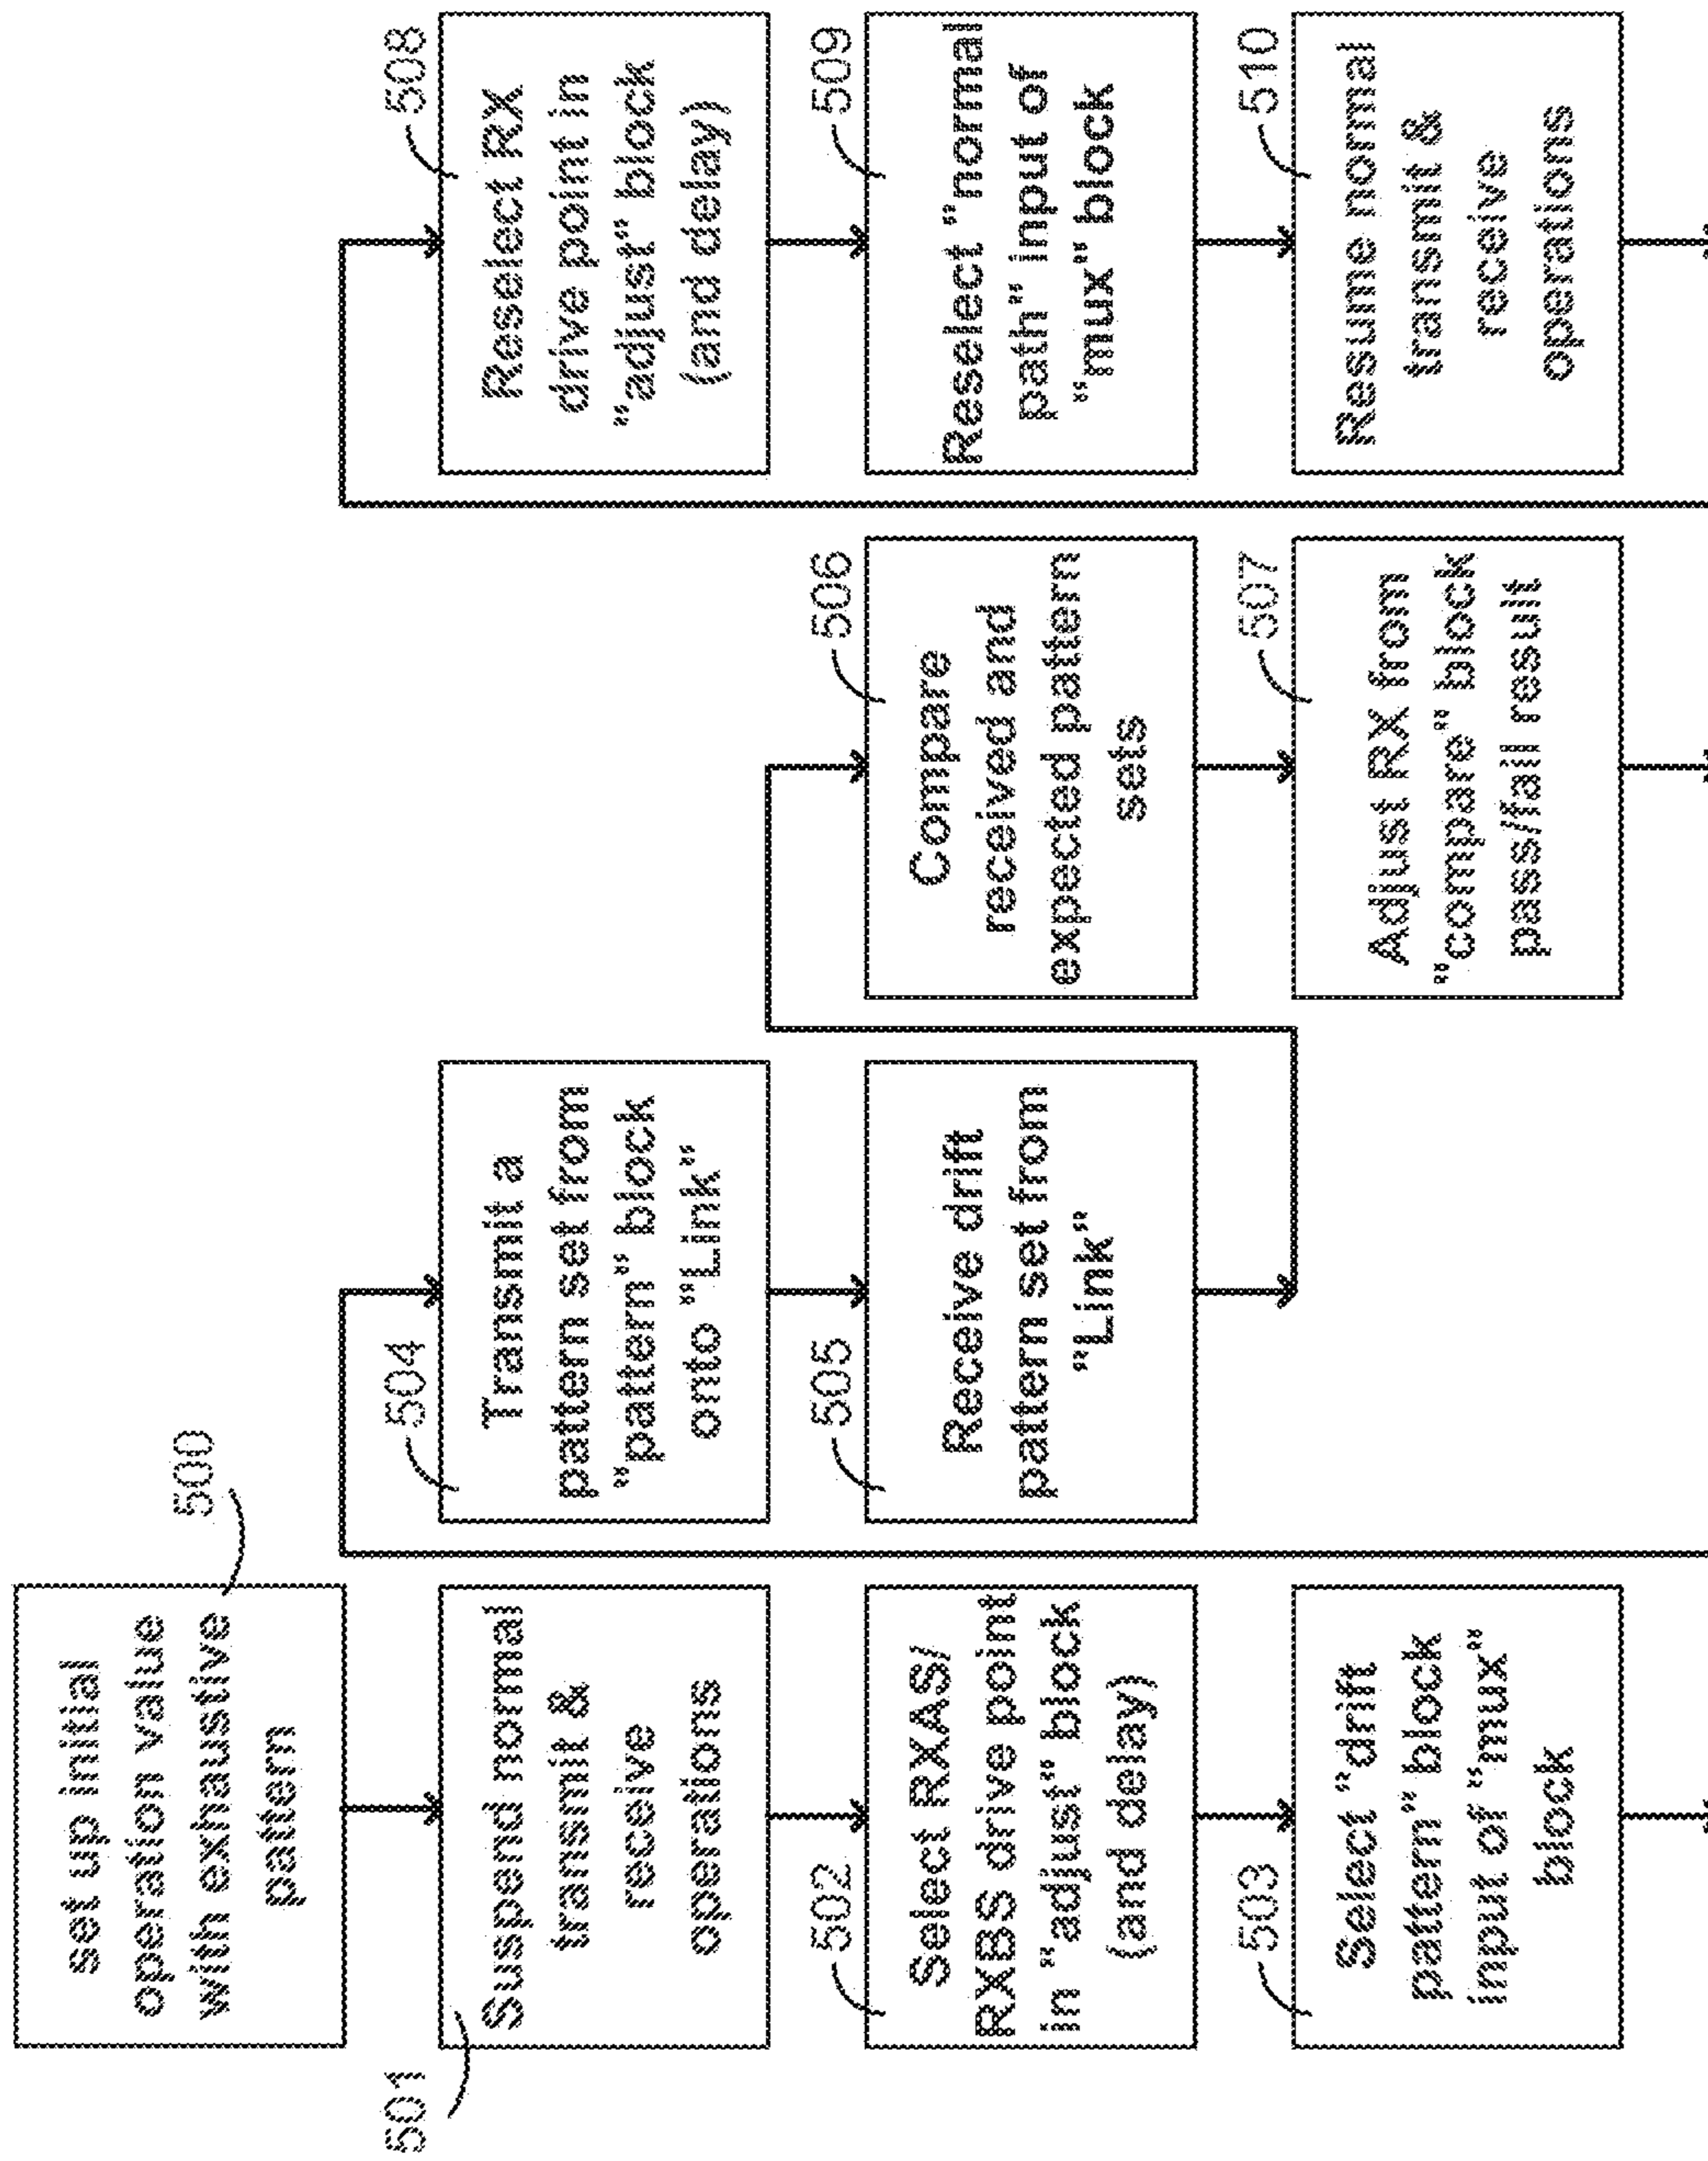 500
set up initial
operation value
with exhaustive
pattern
501
Suspend normal
transmit &
receive
operations
502
Select RXAS/
RXBS drive point
in "adjust" block
(and delay)
503
Select "drift
pattern" block
input of "mux"
block
504
Transmit a
pattern set from
"pattern" block
onto "Link"
505
Receive drift
pattern set from
"Link"
506
Compare
received and
expected pattern
sets
507
Adjust RX from
"compare" block
pass/fail result
508
Reselect RX
drive point in
"adjust" block
(and delay)
509
Reselect "normal
path" input of
"mux" block
510
Resume normal
transmit &
receive
operations